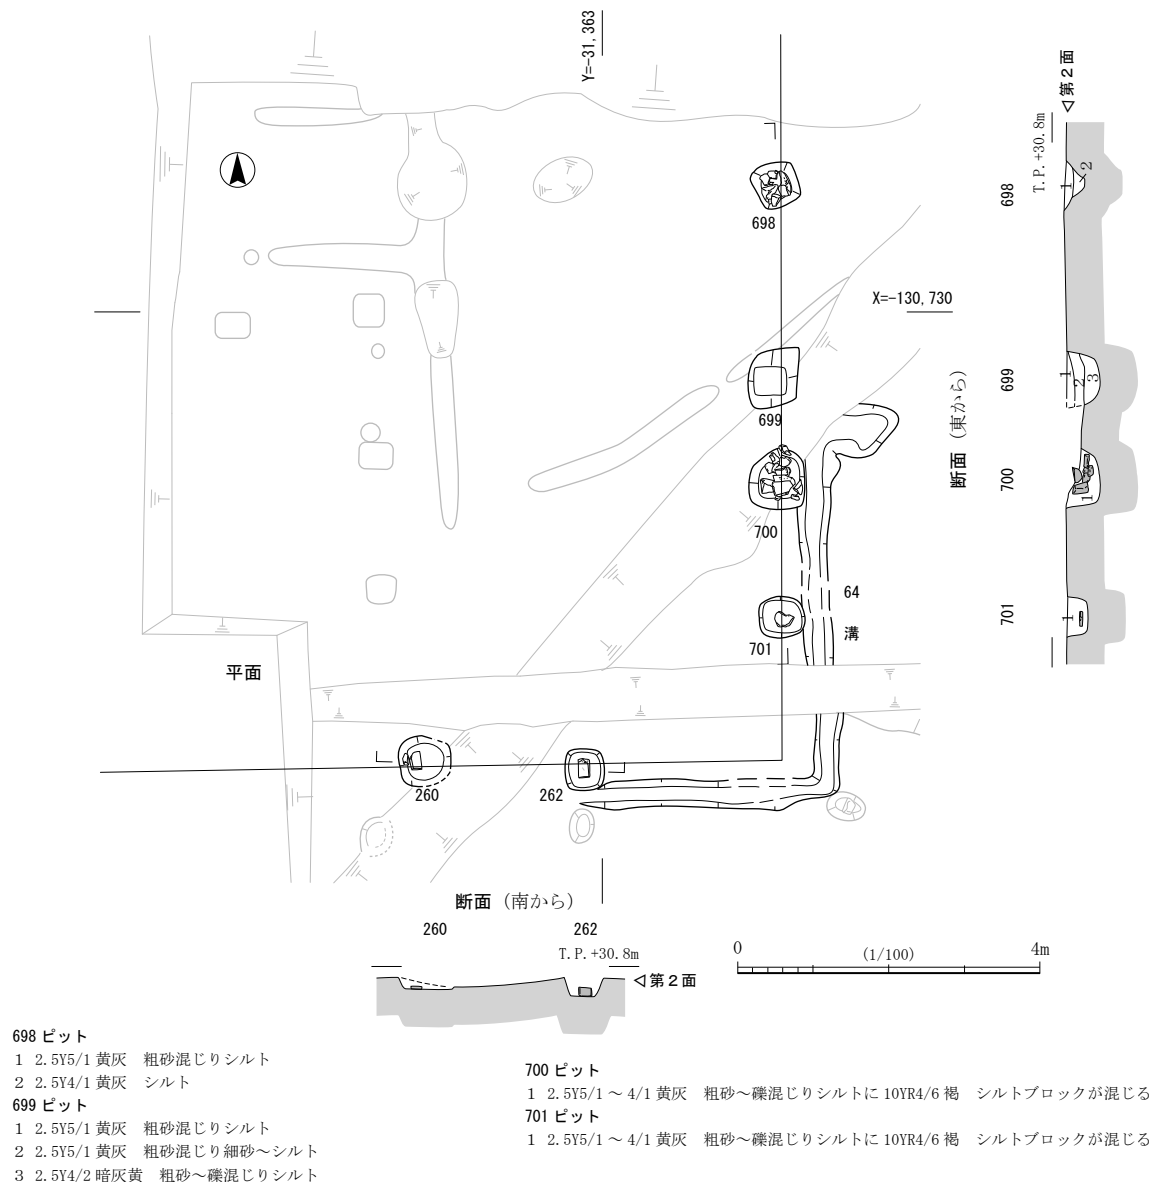 Y=-31,363
▽第2面
T.P.+30.8m
698
1
2
698
X=-130,730
699
1
2
3
断面（東から）
699
700
1
700
64
溝
701
1
701
平面
260
262
断面（南から）
260
262
T.P.+30.8m
◁第2面
0
(1/100)
4m
698 ピット
1 2.5Y5/1 黄灰　粗砂混じりシルト
2 2.5Y4/1 黄灰　シルト
699 ピット
1 2.5Y5/1 黄灰　粗砂混じりシルト
2 2.5Y5/1 黄灰　粗砂混じり細砂～シルト
3 2.5Y4/2 暗灰黄　粗砂～礫混じりシルト
700 ピット
1 2.5Y5/1 ～ 4/1 黄灰　粗砂～礫混じりシルトに 10YR4/6 褐　シルトブロックが混じる
701 ピット
1 2.5Y5/1 ～ 4/1 黄灰　粗砂～礫混じりシルトに 10YR4/6 褐　シルトブロックが混じる